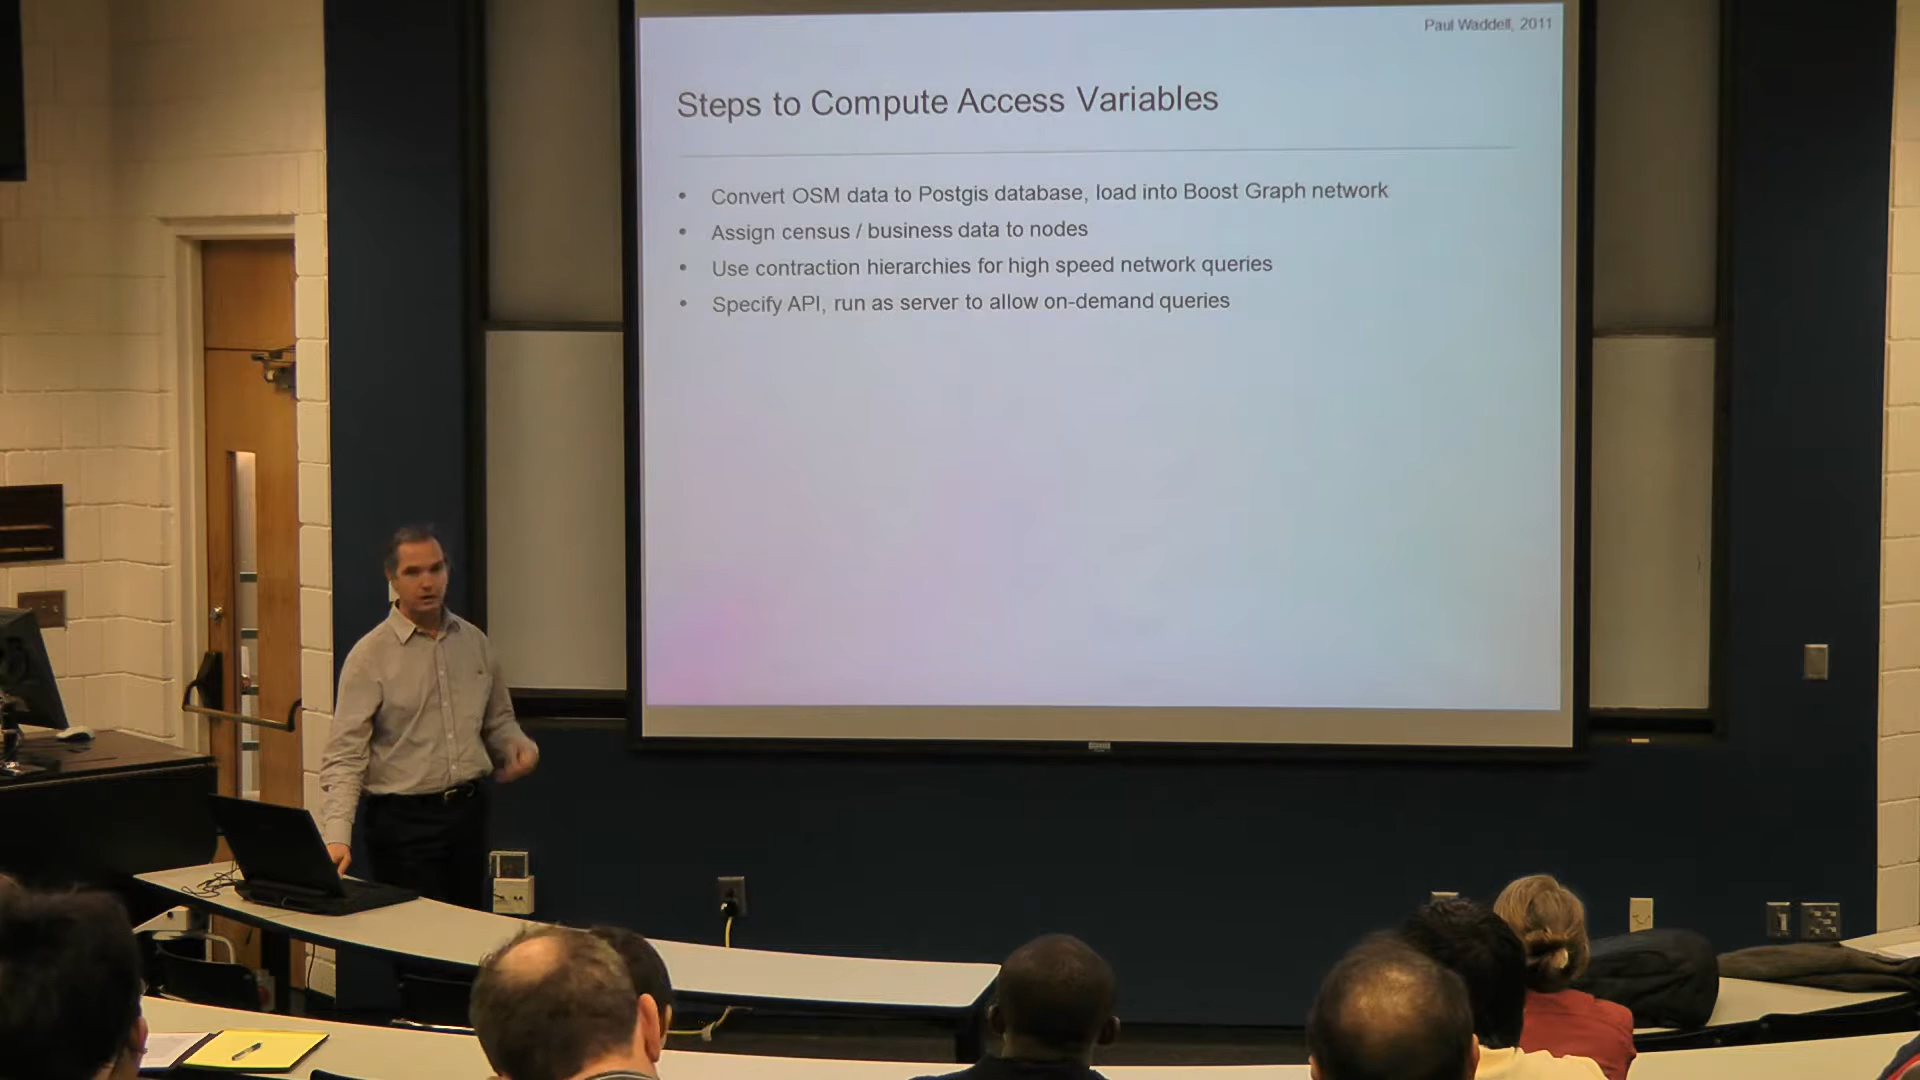 Paul Waddell, 2011
Steps to Compute Access Variables
• Convert OSM data to Postgis database, load into Boost Graph network
• Assign census / business data to nodes
• Use contraction hierarchies for high speed network queries
• Specify API, run as server to allow on-demand queries